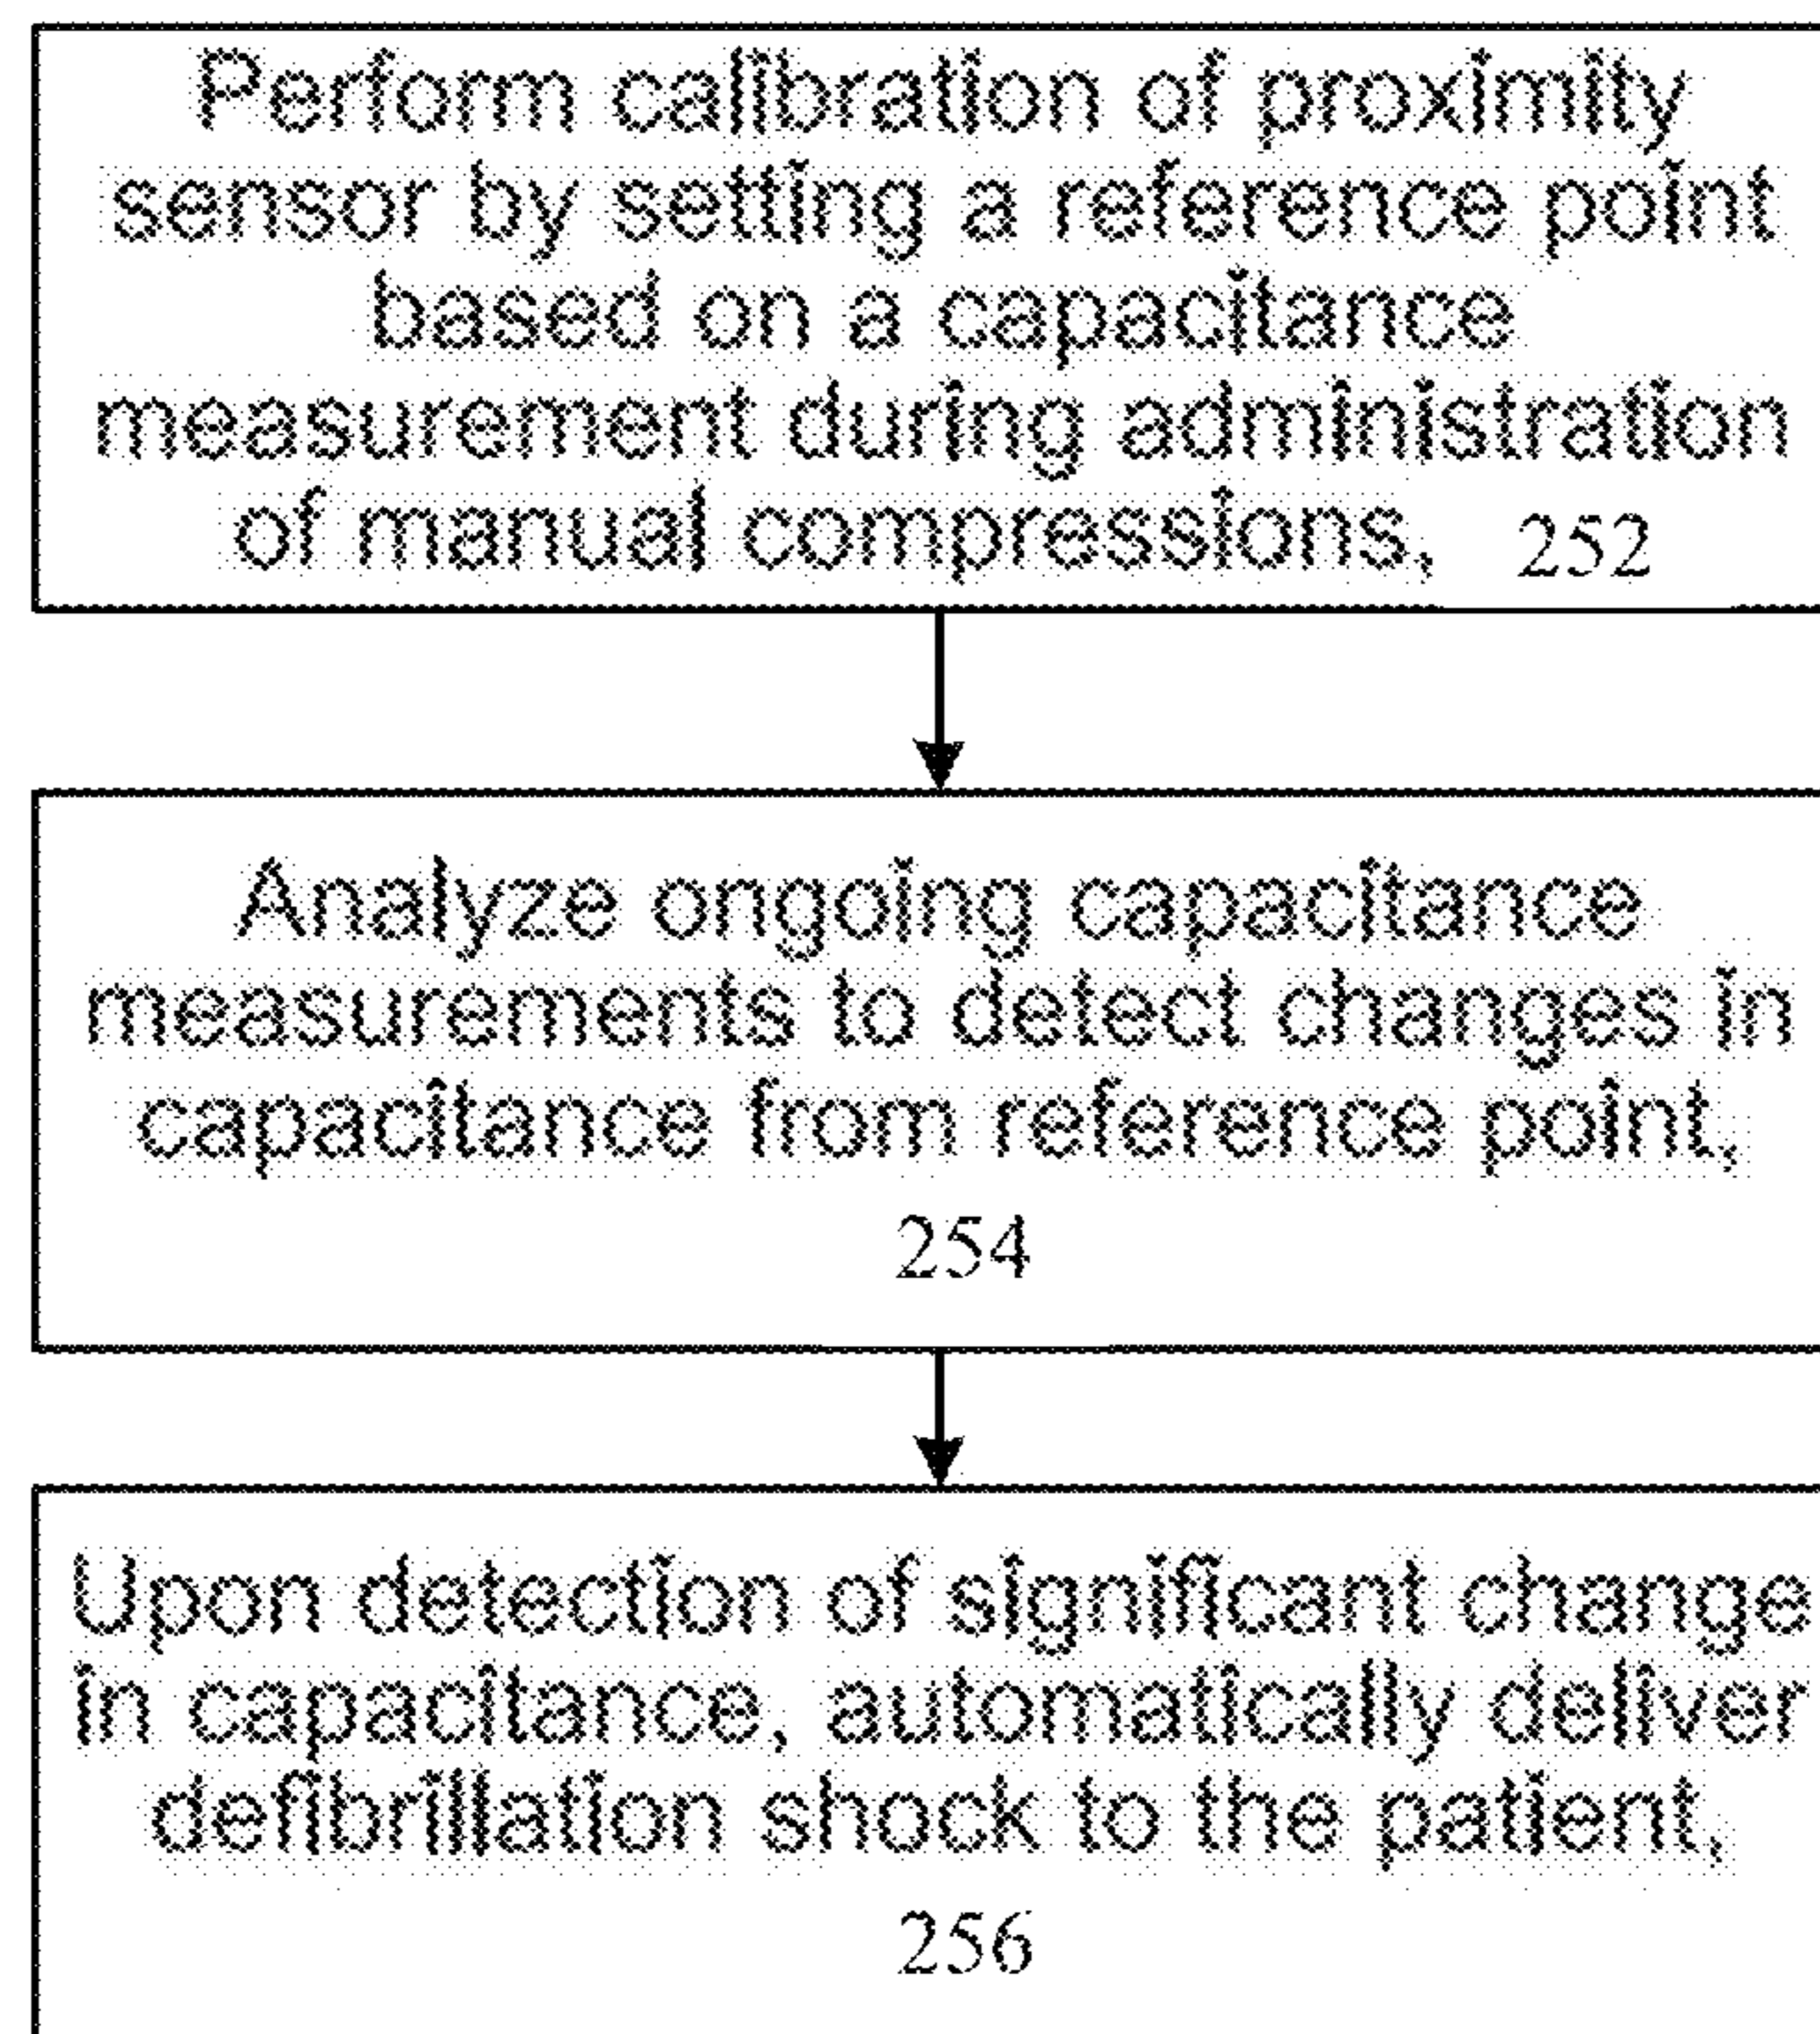 Perform calibration of proximity
sensor by setting a reference point
based on a capacitance
measurement during administration
of manual compressions, 252
Analyze ongoing capacitance
measurements to detect changes in
capacitance from reference point,
254
Upon detection of significant change
in capacitance, automatically deliver
defibrillation shock to the patient,
256